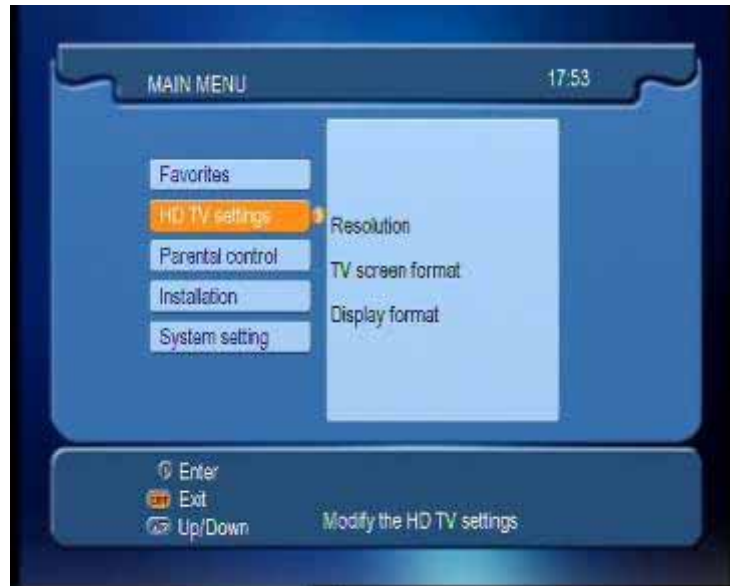 MAIN MENU 17:53
Favorites
HD TV settings
Parental control
Installation
System setting
Resolution
TV screen format
Display format
Enter
Exit
Up/Down
Modify the HD TV settings